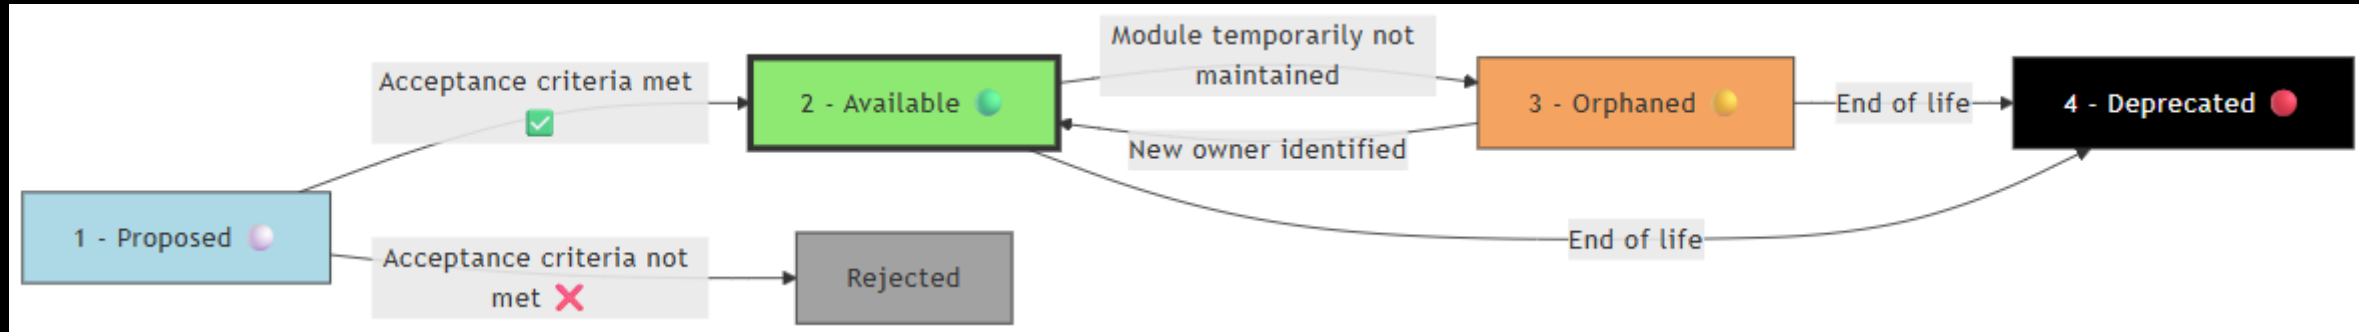 1 - Proposed ⚪
Acceptance criteria met
✅
Acceptance criteria not
met ❌
2 - Available 🟢
Rejected
Module temporarily not
maintained
New owner identified
3 - Orphaned 🟡
End of life
End of life
4 - Deprecated 🔴